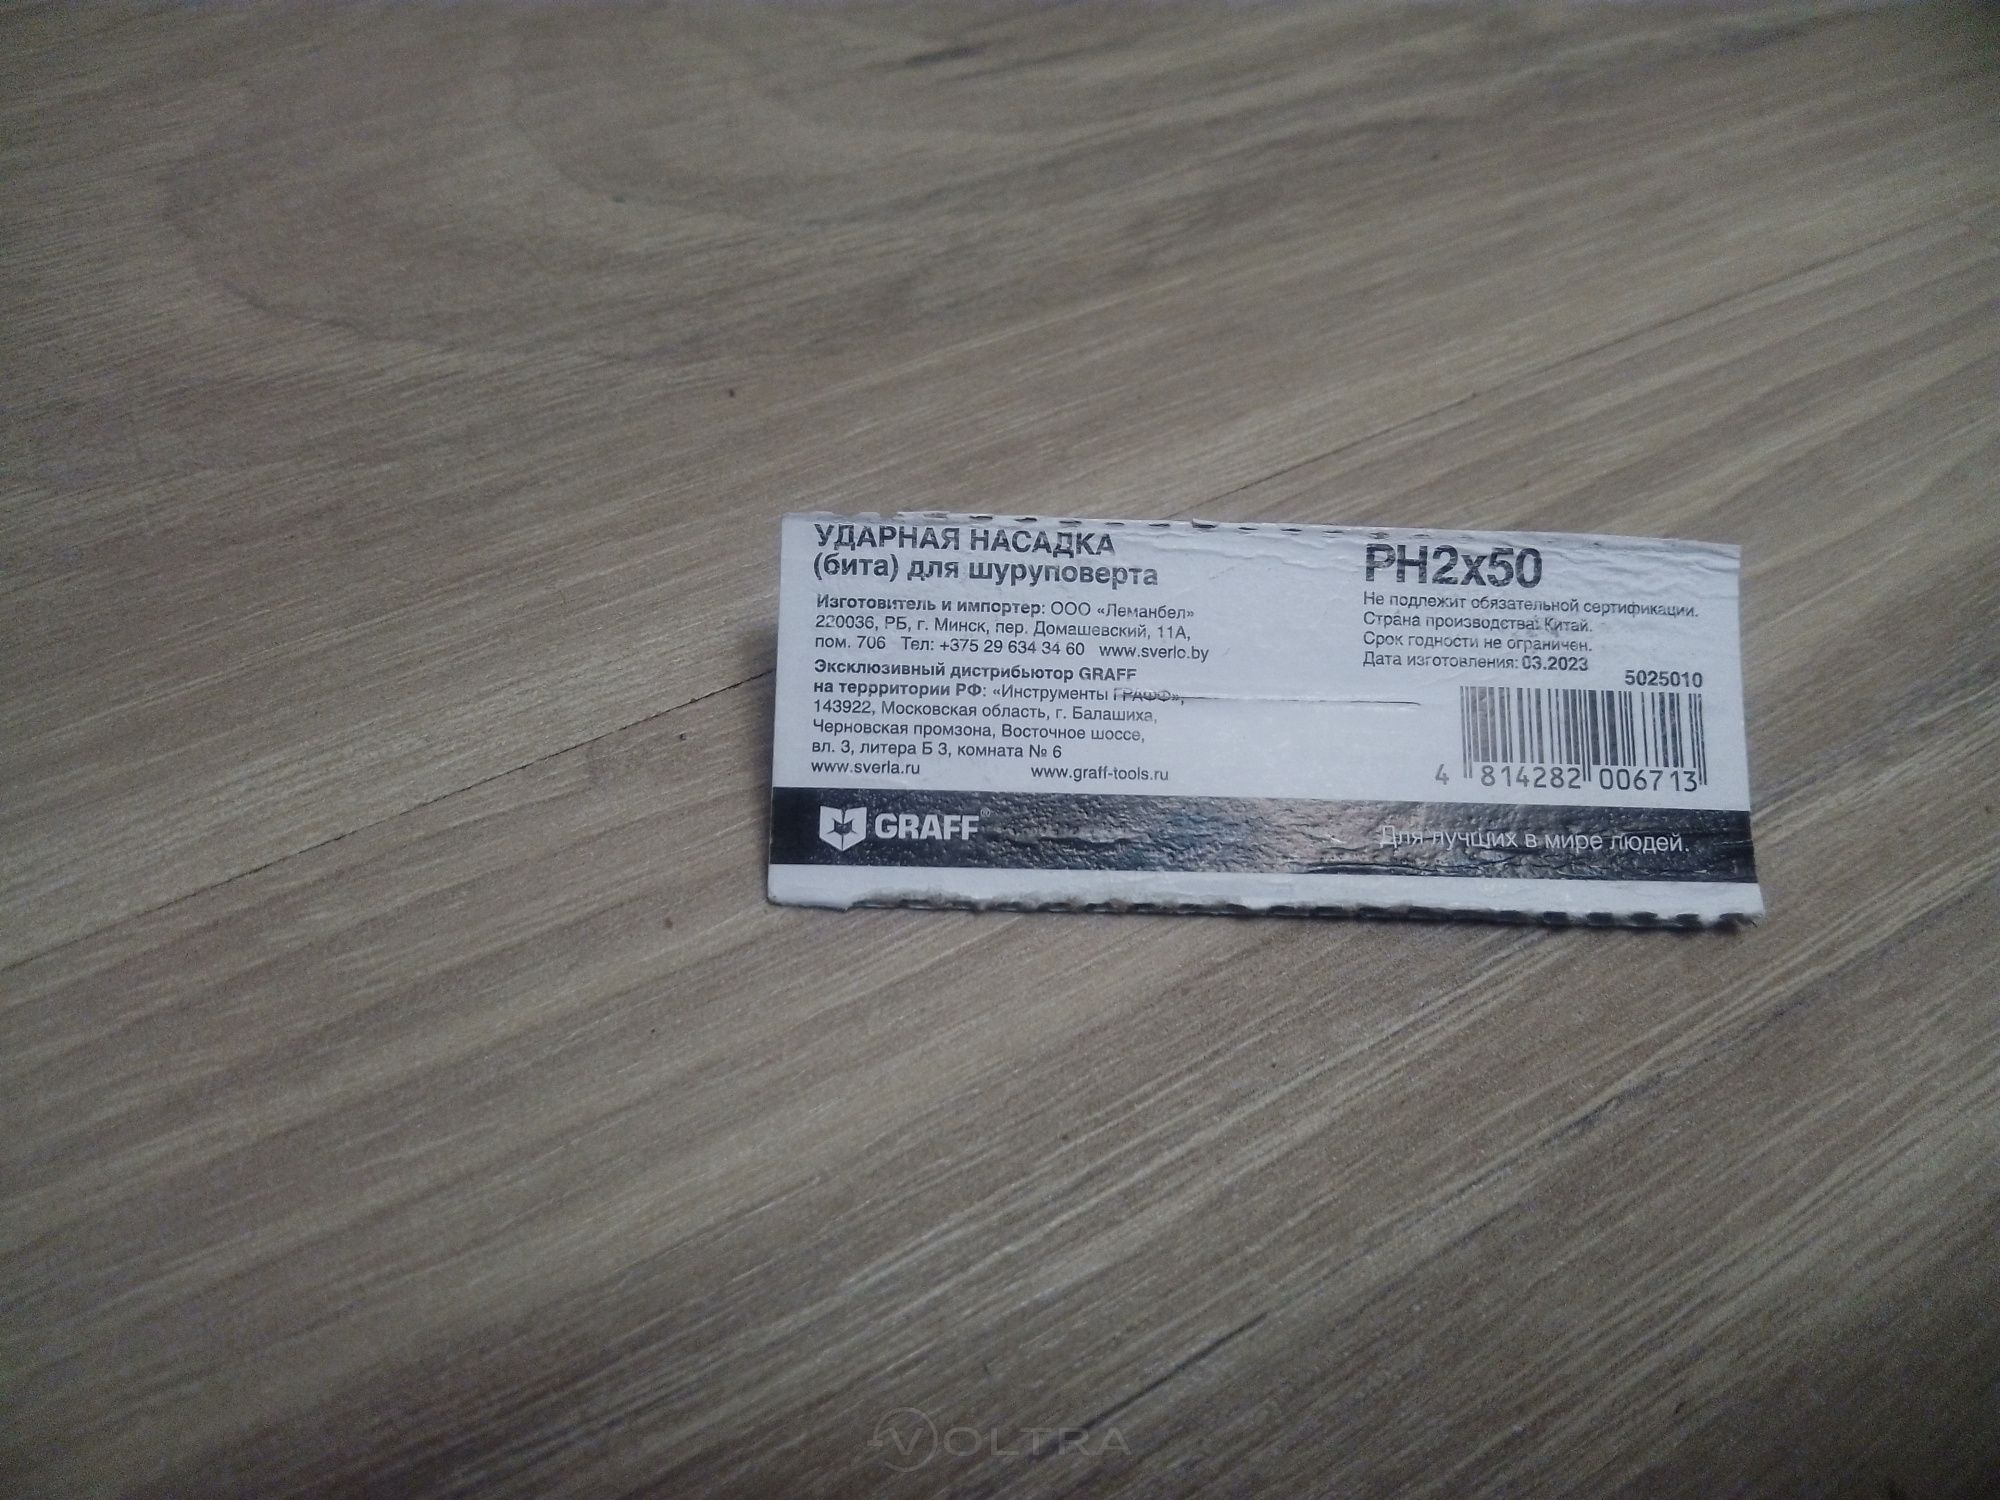 УДАРНАЯ НАСАДКА
(бита) для шуруповерта
Изготовитель и импортер: ООО «Леманбел»
220036, РБ, г. Минск, пер. Домашевский, 11А,
пом. 706 Тел: +375 29 634 34 60 www.sverlo.by
Эксклюзивный дистрибьютор GRAFF
на террритории РФ: «Инструменты ГРАФФ»,
143922, Московская область, г. Балашиха,
Черновская промзона, Восточное шоссе,
вл. 3, литера Б 3, комната № 6
www.sverla.ru www.graff-tools.ru
PH2x50
Не подлежит обязательной сертификации.
Страна производства: Китай.
Срок годности не ограничен.
Дата изготовления: 03.2023
5025010
4 814282 006713
GRAFF®
Для лучших в мире людей.
VOLTRA